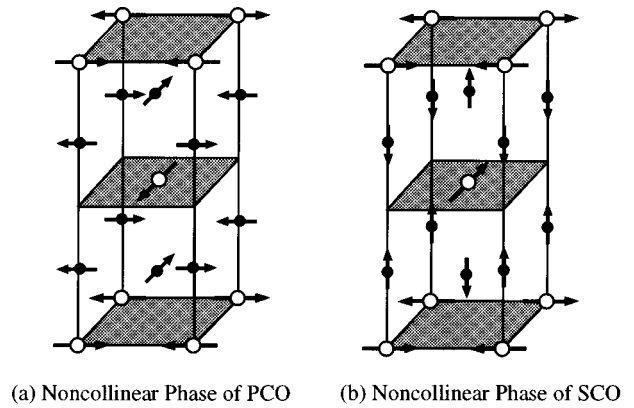 (a) Noncollinear Phase of PCO
(b) Noncollinear Phase of SCO